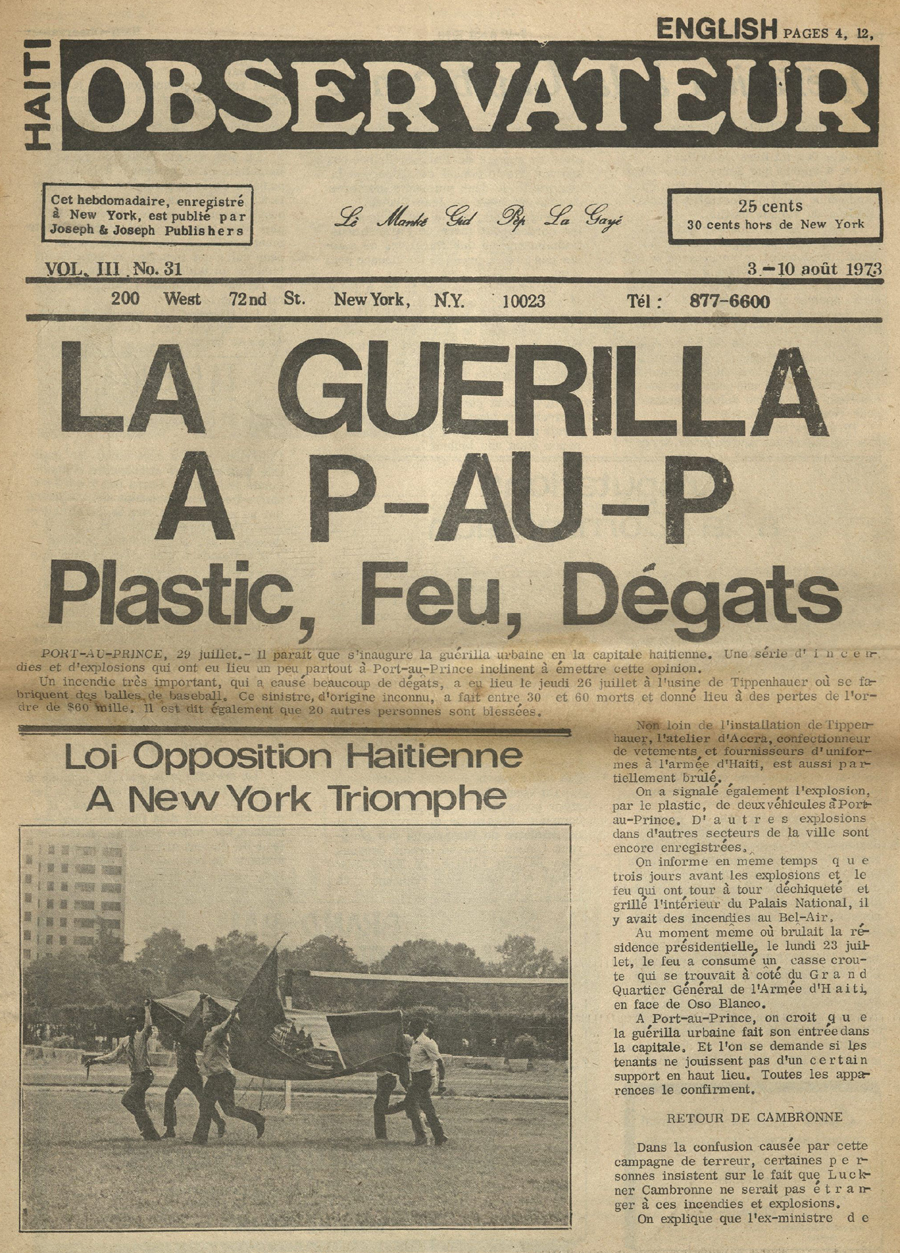 ENGLISH PAGES 4, 12,
HAITI
OBSERVATEUR
Cet hebdomadaire, enregistré
à New York, est publié par
Joseph & Joseph Publishers
Lè Manké Gid Pèp La Gayé
25 cents
30 cents hors de New York
VOL. III No. 31
3-10 août 1973
200 West 72nd St. New York, N.Y. 10023 Tél : 877-6600
LA GUERILLA
A P-AU-P
Plastic, Feu, Dégats
PORT-AU-PRINCE, 29 juillet.- Il parait que s'inaugure la guérilla urbaine en la capitale haitienne. Une série d' i n c e n-
dies et d'explosions qui ont eu lieu un peu partout à Port-au-Prince inclinent à émettre cette opinion.
Un incendie très important, qui a causé beaucoup de dégats, a eu lieu le jeudi 26 juillet à l'usine de Tippenhauer où se fa-
briquent des balles de baseball. Ce sinistre, d'origine inconnu, a fait entre 30 et 60 morts et donné lieu à des pertes de l'or-
dre de $60 mille. Il est dit également que 20 autres personnes sont blessées.
Loi Opposition Haitienne
A New York Triomphe
Non loin de l'installation de Tippen-
hauer, l'atelier d'Accra, confectionneur
de vetements et fournisseurs d'unifor-
mes à l'armée d'Haiti, est aussi par-
tiellement brulé.
On a signalé également l'explosion,
par le plastic, de deux véhicules à Port-
au-Prince. D' a u t r e s explosions
dans d'autres secteurs de la ville sont
encore enregistrées.
On informe en meme temps q u e
trois jours avant les explosions et le
feu qui ont tour à tour déchiqueté et
grillé l'intérieur du Palais National, il
y avait des incendies au Bel-Air.
Au moment même où brulait la ré-
sidence présidentielle, le lundi 23 juil-
let, le feu a consumé un casse crou-
te qui se trouvait à côté du G r a n d
Quartier Général de l'Armée d'H a i ti,
en face de Oso Blanco.
A Port-au-Prince, on croit q u e
la guérilla urbaine fait son entrée dans
la capitale. Et l'on se demande si les
tenants ne jouissent pas d'un c e r t a i n
support en haut lieu. Toutes les appa-
rences le confirment.
RETOUR DE CAMBRONNE
Dans la confusion causée par cette
campagne de terreur, certaines p e r-
sonnes insistent sur le fait que L u c k-
ner Cambronne ne serait pas é t r a n-
ger à ces incendies et explosions.
On explique que l'ex-ministre d e